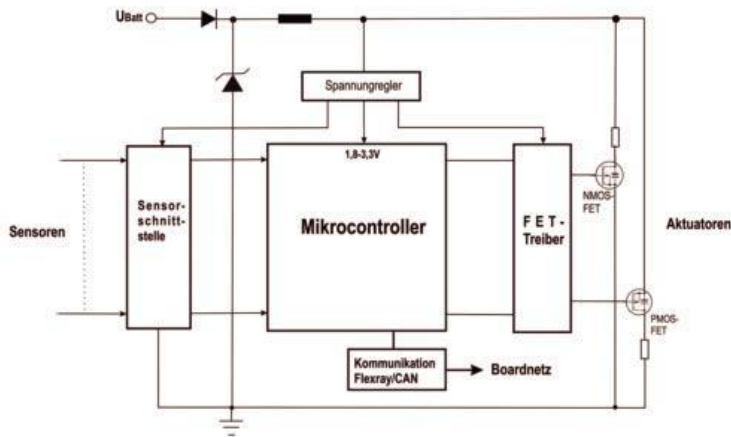 UBatt
Spannungregler
1,8-3,3V
Sensoren
Sensor-
schnitt-
stelle
Mikrocontroller
FET-
Treiber
NMOS-
FET
Aktuatoren
PMOS-
FET
Kommunikation
Flexray/CAN
Boardnetz